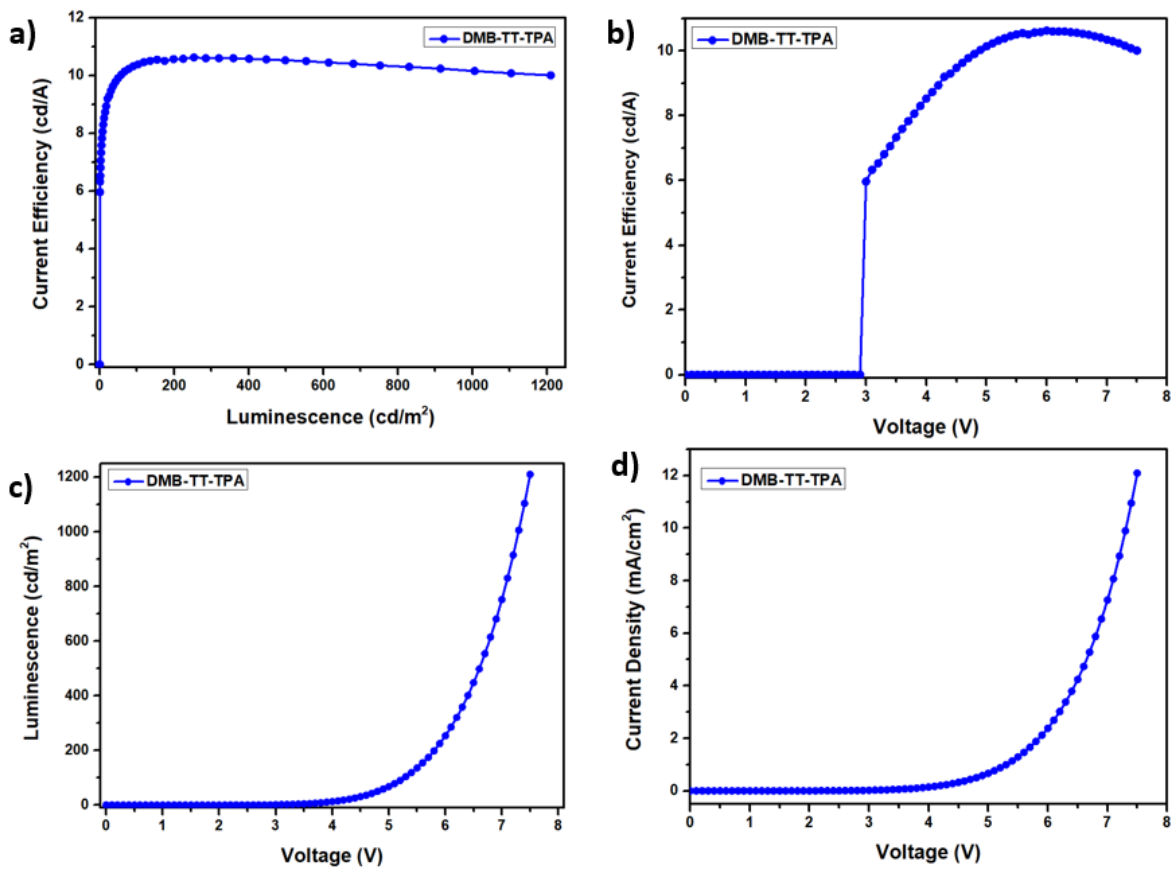 a)
DMB-TT-TPA
12
10
8
6
4
2
0
Current Efficiency (cd/A)
0 200 400 600 800 1000 1200
Luminescence (cd/m²)
b)
DMB-TT-TPA
10
8
6
4
2
0
Current Efficiency (cd/A)
0 1 2 3 4 5 6 7 8
Voltage (V)
c)
DMB-TT-TPA
1200
1000
800
600
400
200
0
Luminescence (cd/m²)
0 1 2 3 4 5 6 7 8
Voltage (V)
d)
DMB-TT-TPA
12
10
8
6
4
2
0
Current Density (mA/cm²)
0 1 2 3 4 5 6 7 8
Voltage (V)